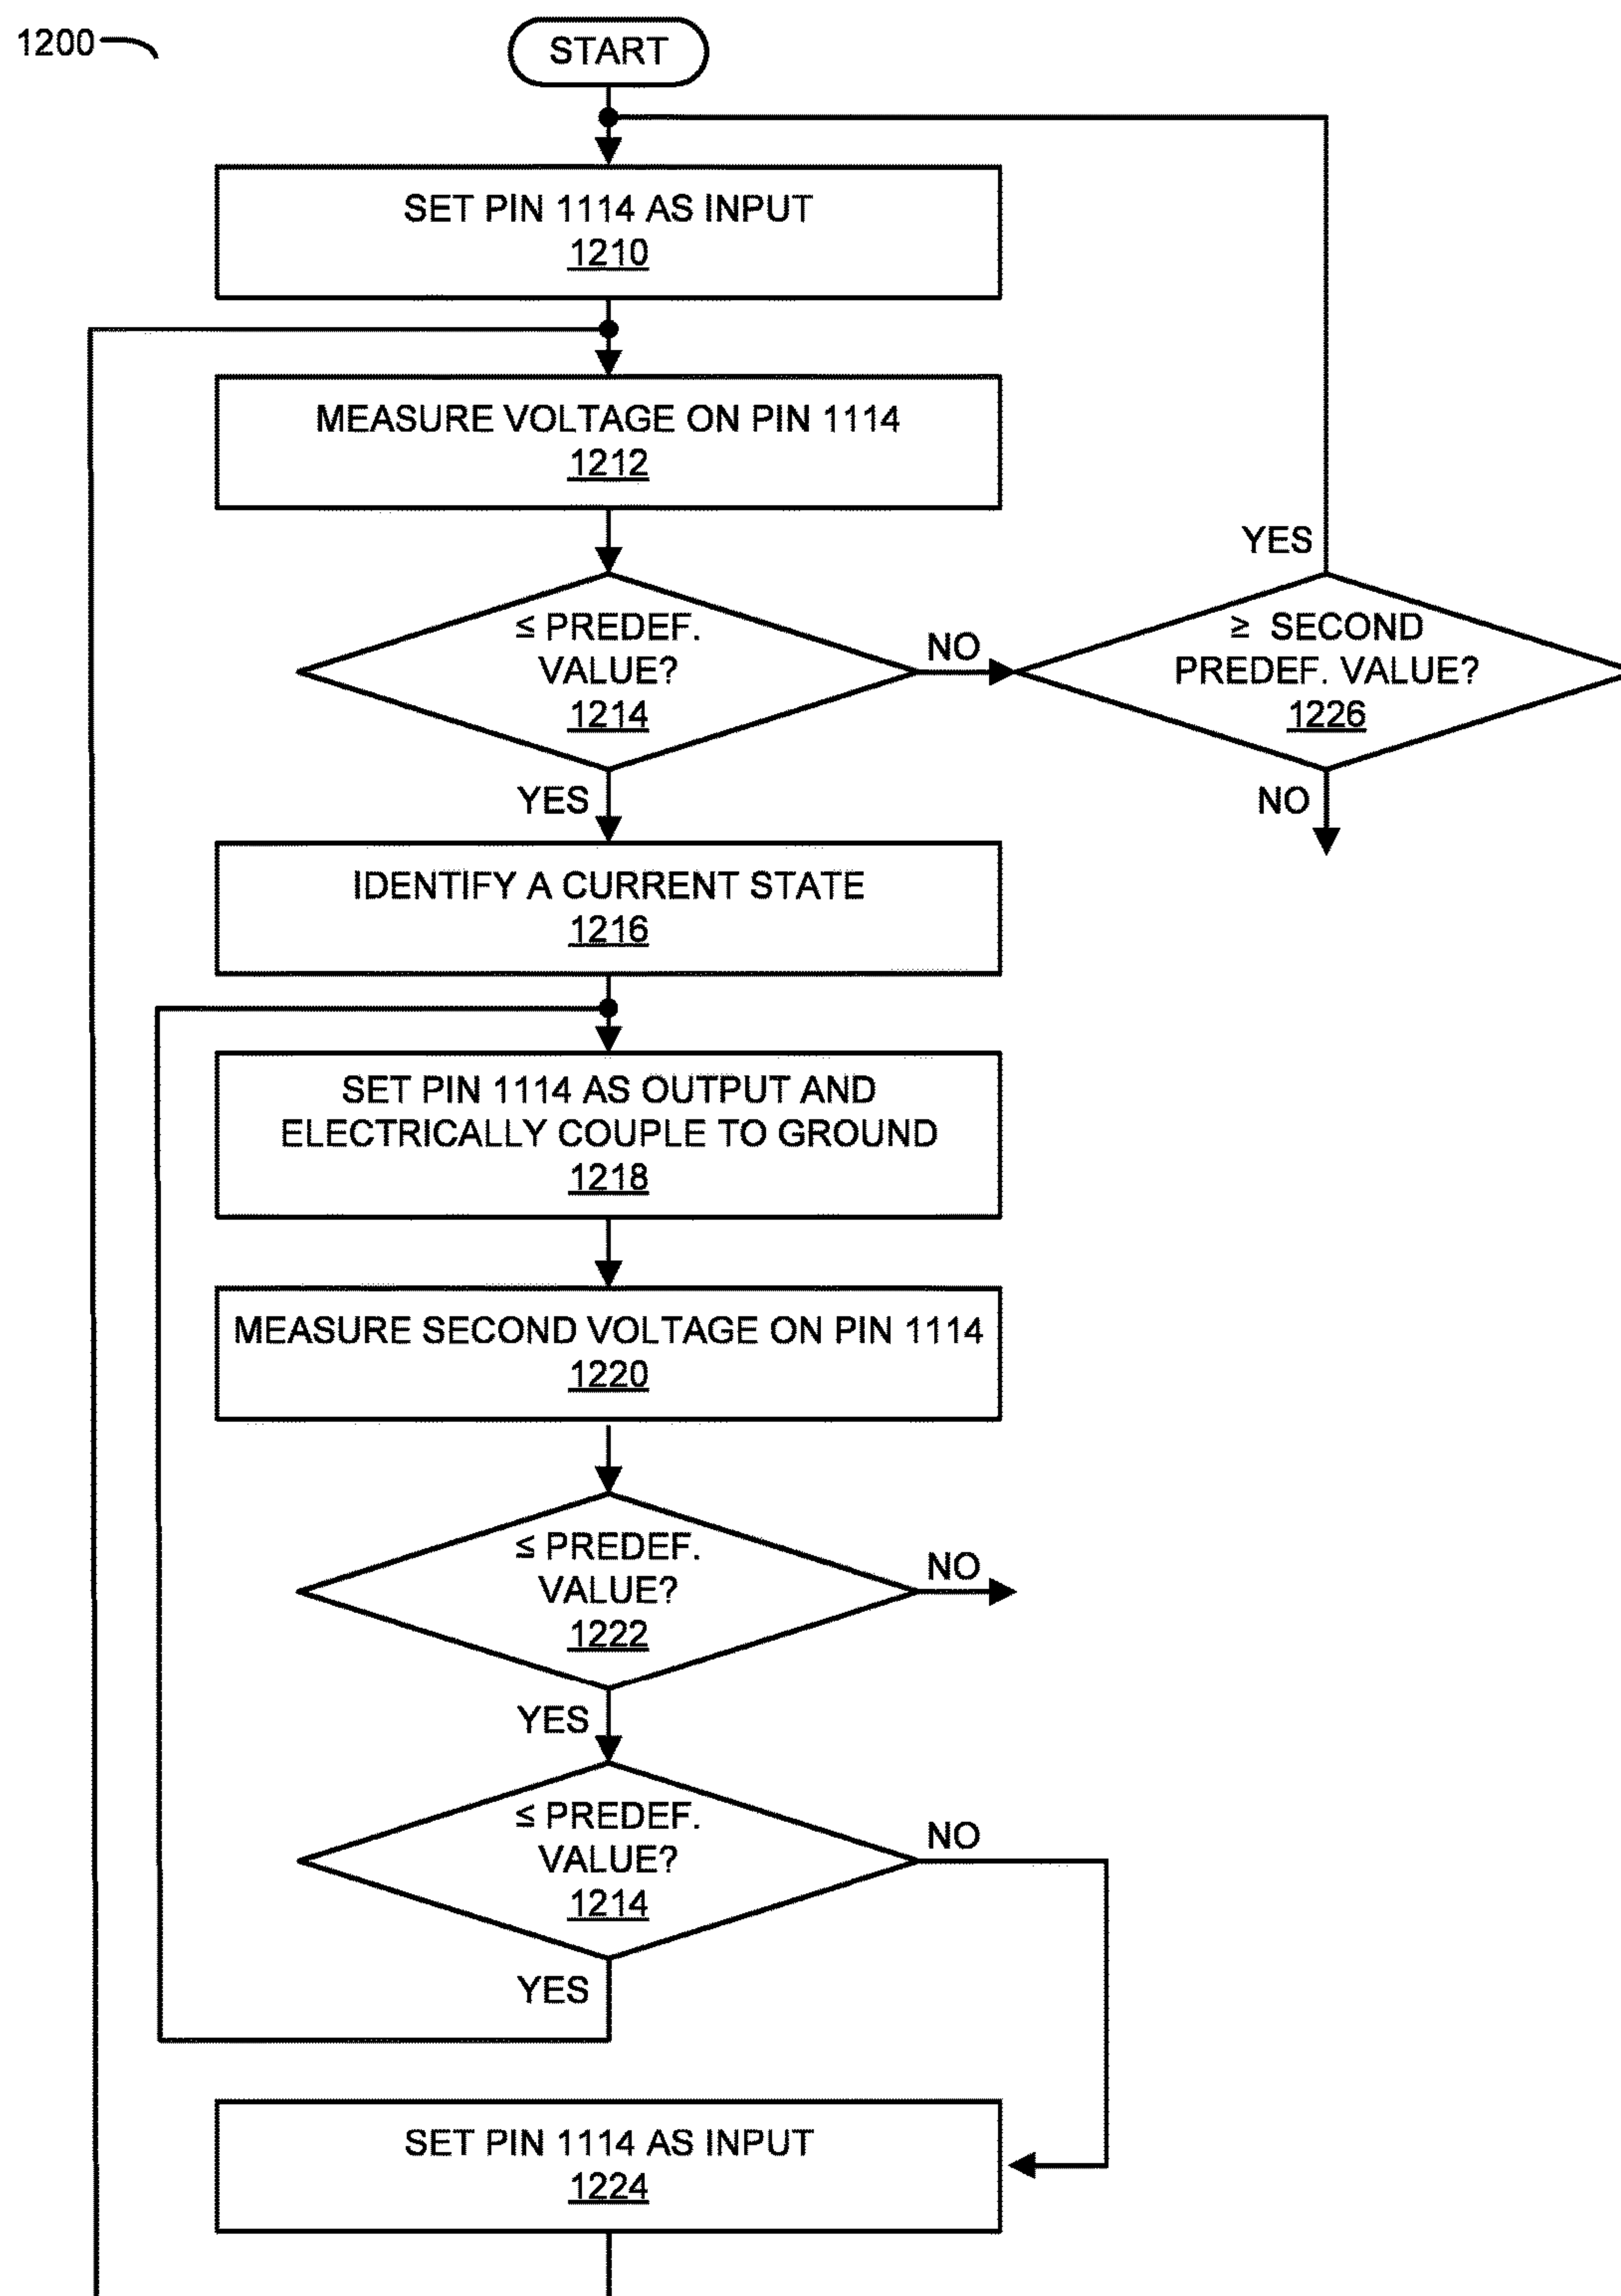 1200
START
SET PIN 1114 AS INPUT
1210
MEASURE VOLTAGE ON PIN 1114
1212
≤ PREDEF.
VALUE?
1214
NO
YES
YES
≥ SECOND
PREDEF. VALUE?
1226
NO
IDENTIFY A CURRENT STATE
1216
SET PIN 1114 AS OUTPUT AND
ELECTRICALLY COUPLE TO GROUND
1218
MEASURE SECOND VOLTAGE ON PIN 1114
1220
≤ PREDEF.
VALUE?
1222
NO
YES
≤ PREDEF.
VALUE?
1214
NO
YES
SET PIN 1114 AS INPUT
1224